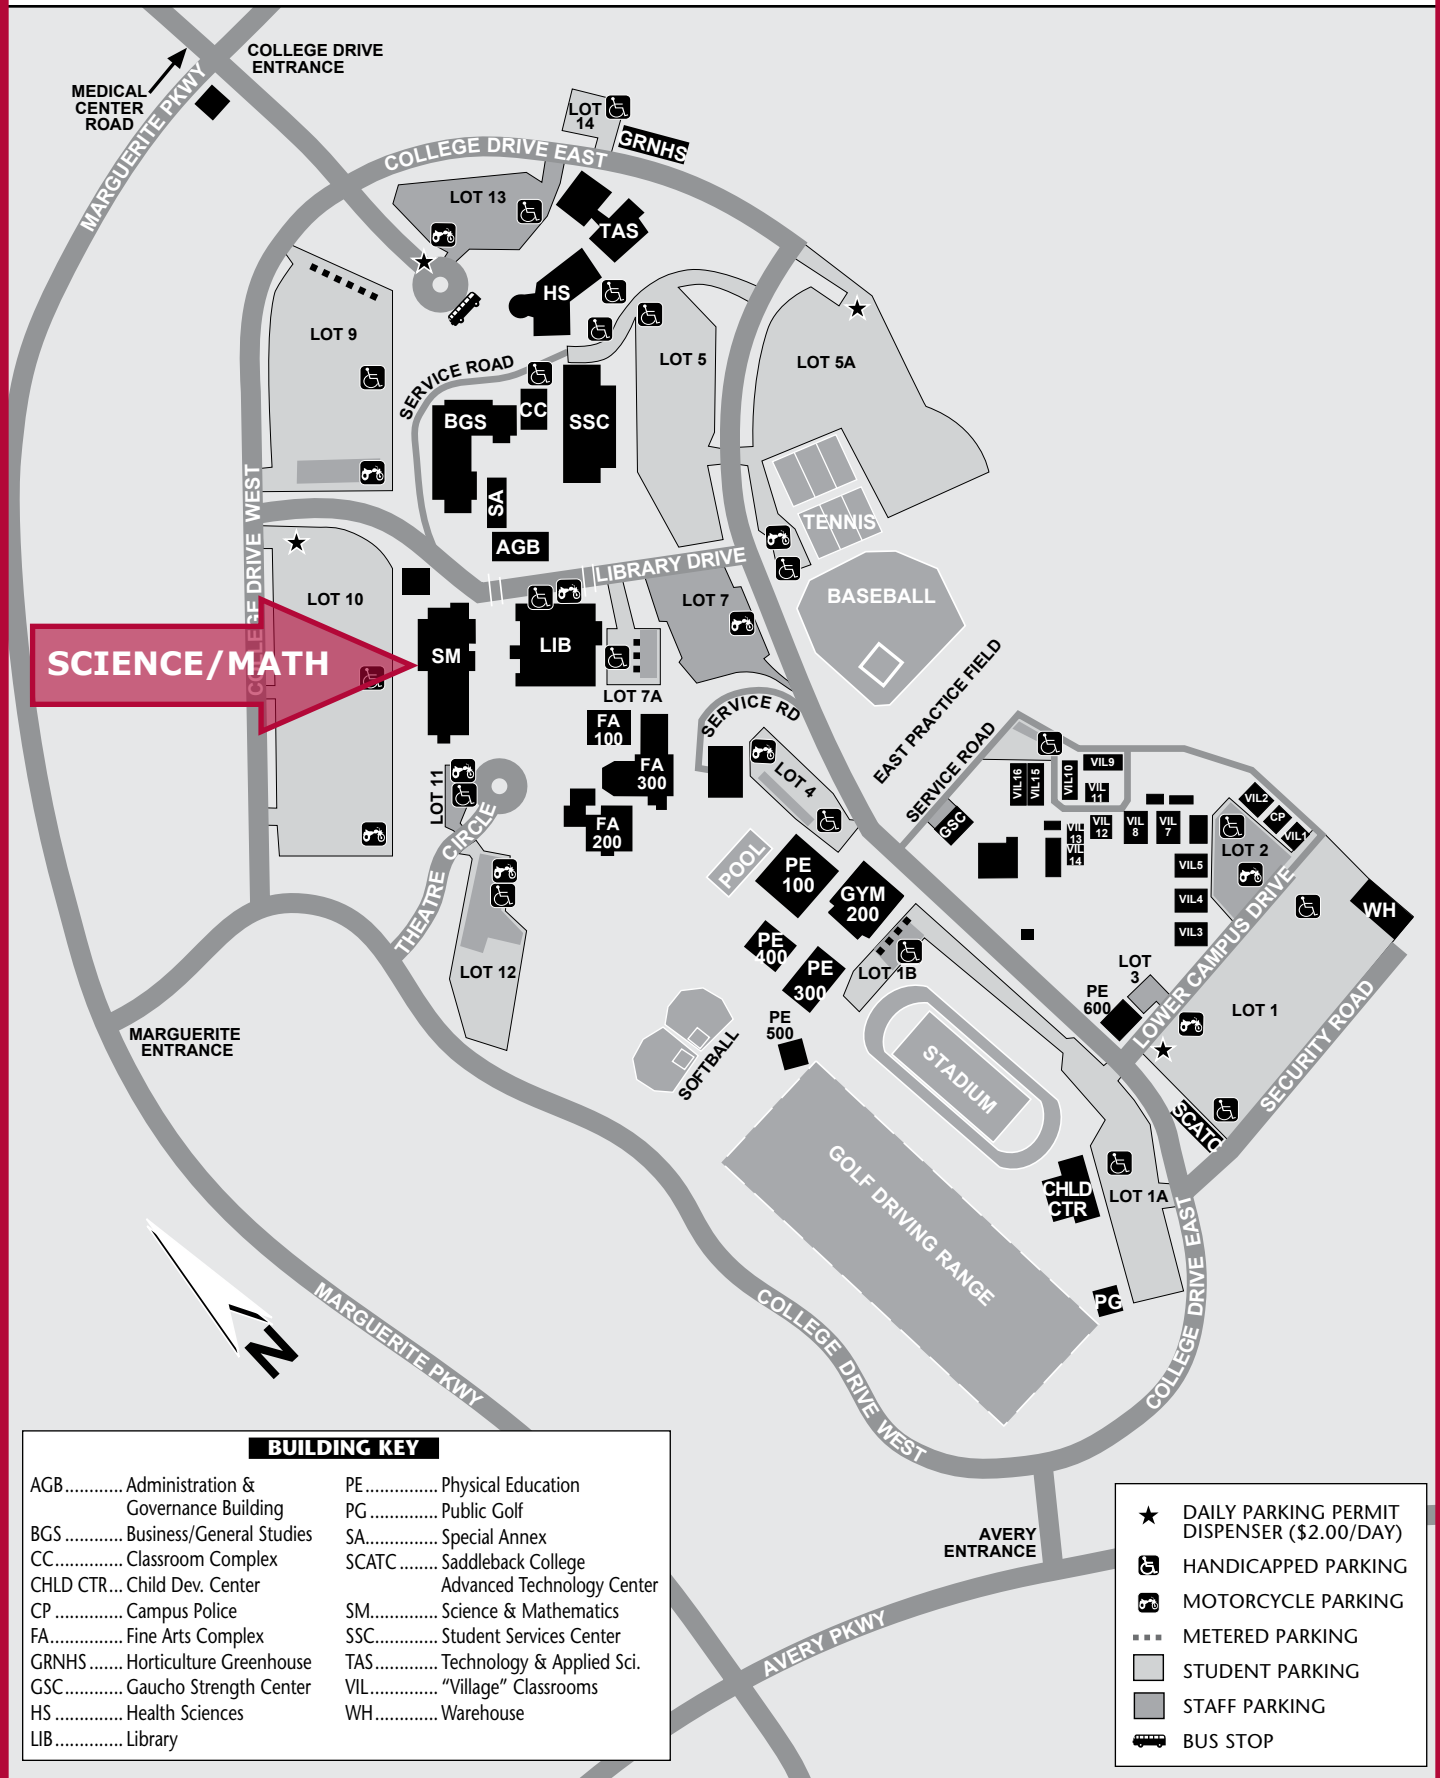 COLLEGE DRIVE
ENTRANCE
MEDICAL
CENTER
ROAD
MARGUERITE PKWY
LOT
14
GRNHS
COLLEGE DRIVE EAST
LOT 13
TAS
HS
LOT 9
LOT 5
LOT 5A
SERVICE ROAD
CC
BGS
SSC
SA
AGB
TENNIS
COLLEGE DRIVE WEST
LIBRARY DRIVE
LOT 10
LOT 7
BASEBALL
SCIENCE/MATH
SM
LIB
LOT 7A
SERVICE RD
EAST PRACTICE FIELD
FA
100
FA
300
FA
200
LOT 4
LOT 11
THEATRE CIRCLE
SERVICE ROAD
GSC
VIL16
VIL15
VIL10
VIL9
VIL
11
VIL
13
VIL
14
VIL
12
VIL
8
VIL
7
VIL2
CP
VIL1
LOT 2
VIL5
VIL4
VIL3
WH
POOL
PE
100
GYM
200
PE
400
PE
300
LOT 1B
LOT 12
LOT
3
PE
600
LOWER CAMPUS DRIVE
LOT 1
SECURITY ROAD
MARGUERITE
ENTRANCE
PE
500
SOFTBALL
STADIUM
SCATC
GOLF DRIVING RANGE
CHLD
CTR
LOT 1A
PG
COLLEGE DRIVE EAST
N
MARGUERITE PKWY
COLLEGE DRIVE WEST
AVERY
ENTRANCE
AVERY PKWY
BUILDING KEY
AGB............ Administration &
Governance Building
BGS ............ Business/General Studies
CC.............. Classroom Complex
CHLD CTR... Child Dev. Center
CP .............. Campus Police
FA............... Fine Arts Complex
GRNHS....... Horticulture Greenhouse
GSC............ Gaucho Strength Center
HS .............. Health Sciences
LIB.............. Library
PE............... Physical Education
PG .............. Public Golf
SA............... Special Annex
SCATC ........ Saddleback College
Advanced Technology Center
SM.............. Science & Mathematics
SSC............. Student Services Center
TAS............. Technology & Applied Sci.
VIL.............. “Village” Classrooms
WH............. Warehouse
DAILY PARKING PERMIT
DISPENSER ($2.00/DAY)
HANDICAPPED PARKING
MOTORCYCLE PARKING
METERED PARKING
STUDENT PARKING
STAFF PARKING
BUS STOP